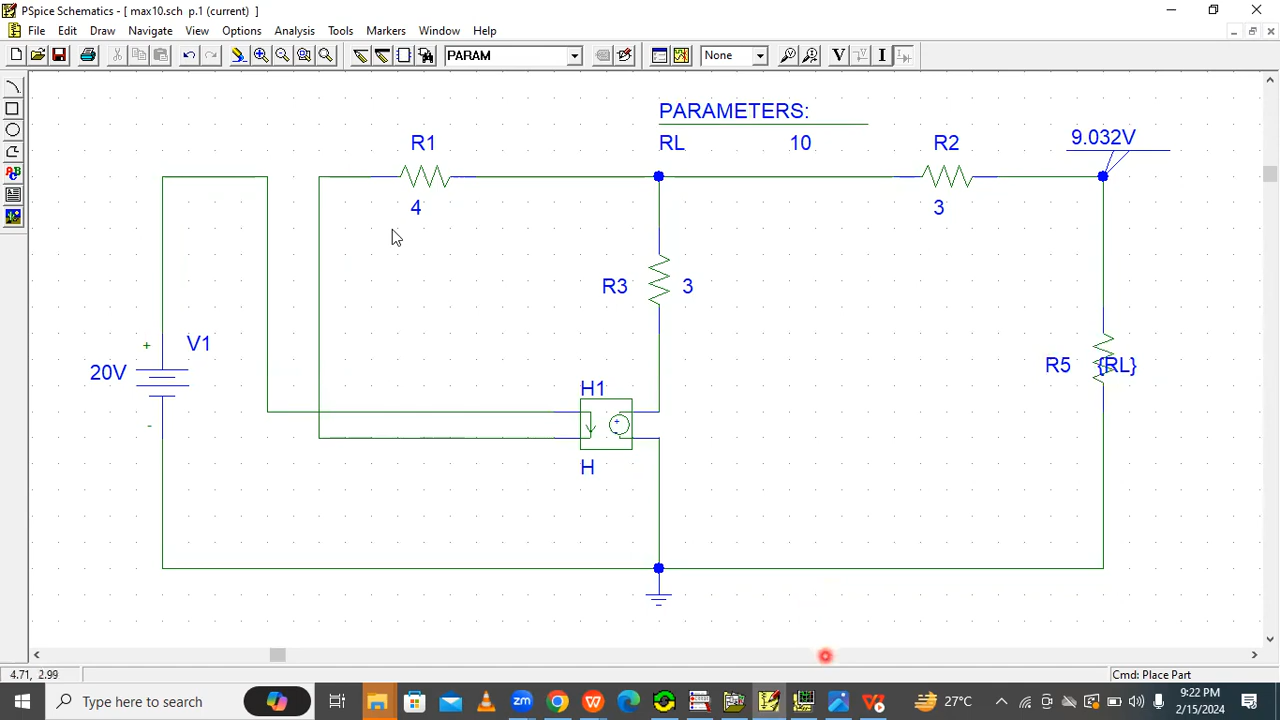 PSpice Schematics - [ max10.sch p.1 (current) ]
File Edit Draw Navigate View Options Analysis Tools Markers Window Help
PARAM
None
V
V
I
I
ABC
PARAMETERS:
RL 10
R1
4
R2
3
9.032V
R3 3
V1
+
20V
-
H1
+
-
H
R5 {RL}
4.71, 2.99
Cmd: Place Part
Type here to search
zm
W
27°C
9:22 PM
2/15/2024